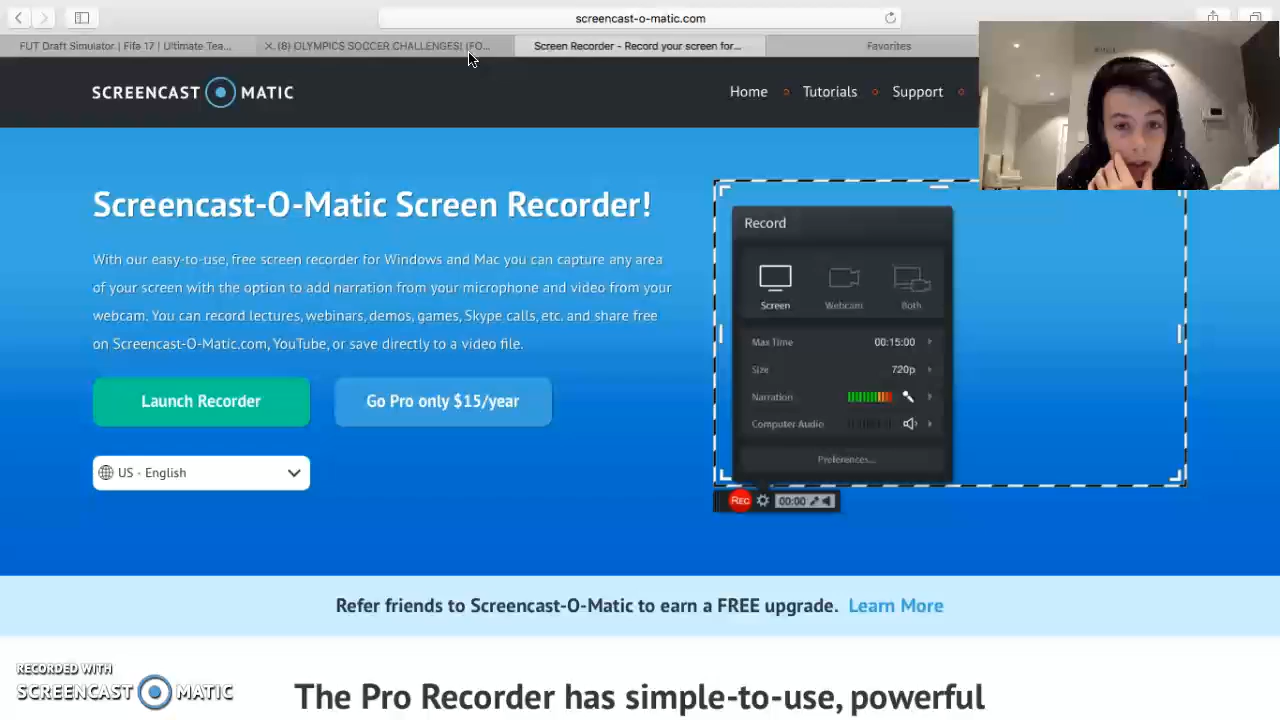 screencast-o-matic.com
FUT Draft Simulator | Fifa 17 | Ultimate Tea...
(8) OLYMPICS SOCCER CHALLENGES! (FO...
Screen Recorder - Record your screen for...
Favorites
SCREENCAST MATIC
Home
Tutorials
Support
Screencast-O-Matic Screen Recorder!
With our easy-to-use, free screen recorder for Windows and Mac you can capture any area
of your screen with the option to add narration from your microphone and video from your
webcam. You can record lectures, webinars, demos, games, Skype calls, etc. and share free
on Screencast-O-Matic.com, YouTube, or save directly to a video file.
Launch Recorder
Go Pro only $15/year
US - English
Record
Screen
Webcam
Both
Max Time 00:15:00
Size 720p
Narration
Computer Audio
Preferences...
REC 00:00
Refer friends to Screencast-O-Matic to earn a FREE upgrade. Learn More
RECORDED WITH
SCREENCAST MATIC
The Pro Recorder has simple-to-use, powerful